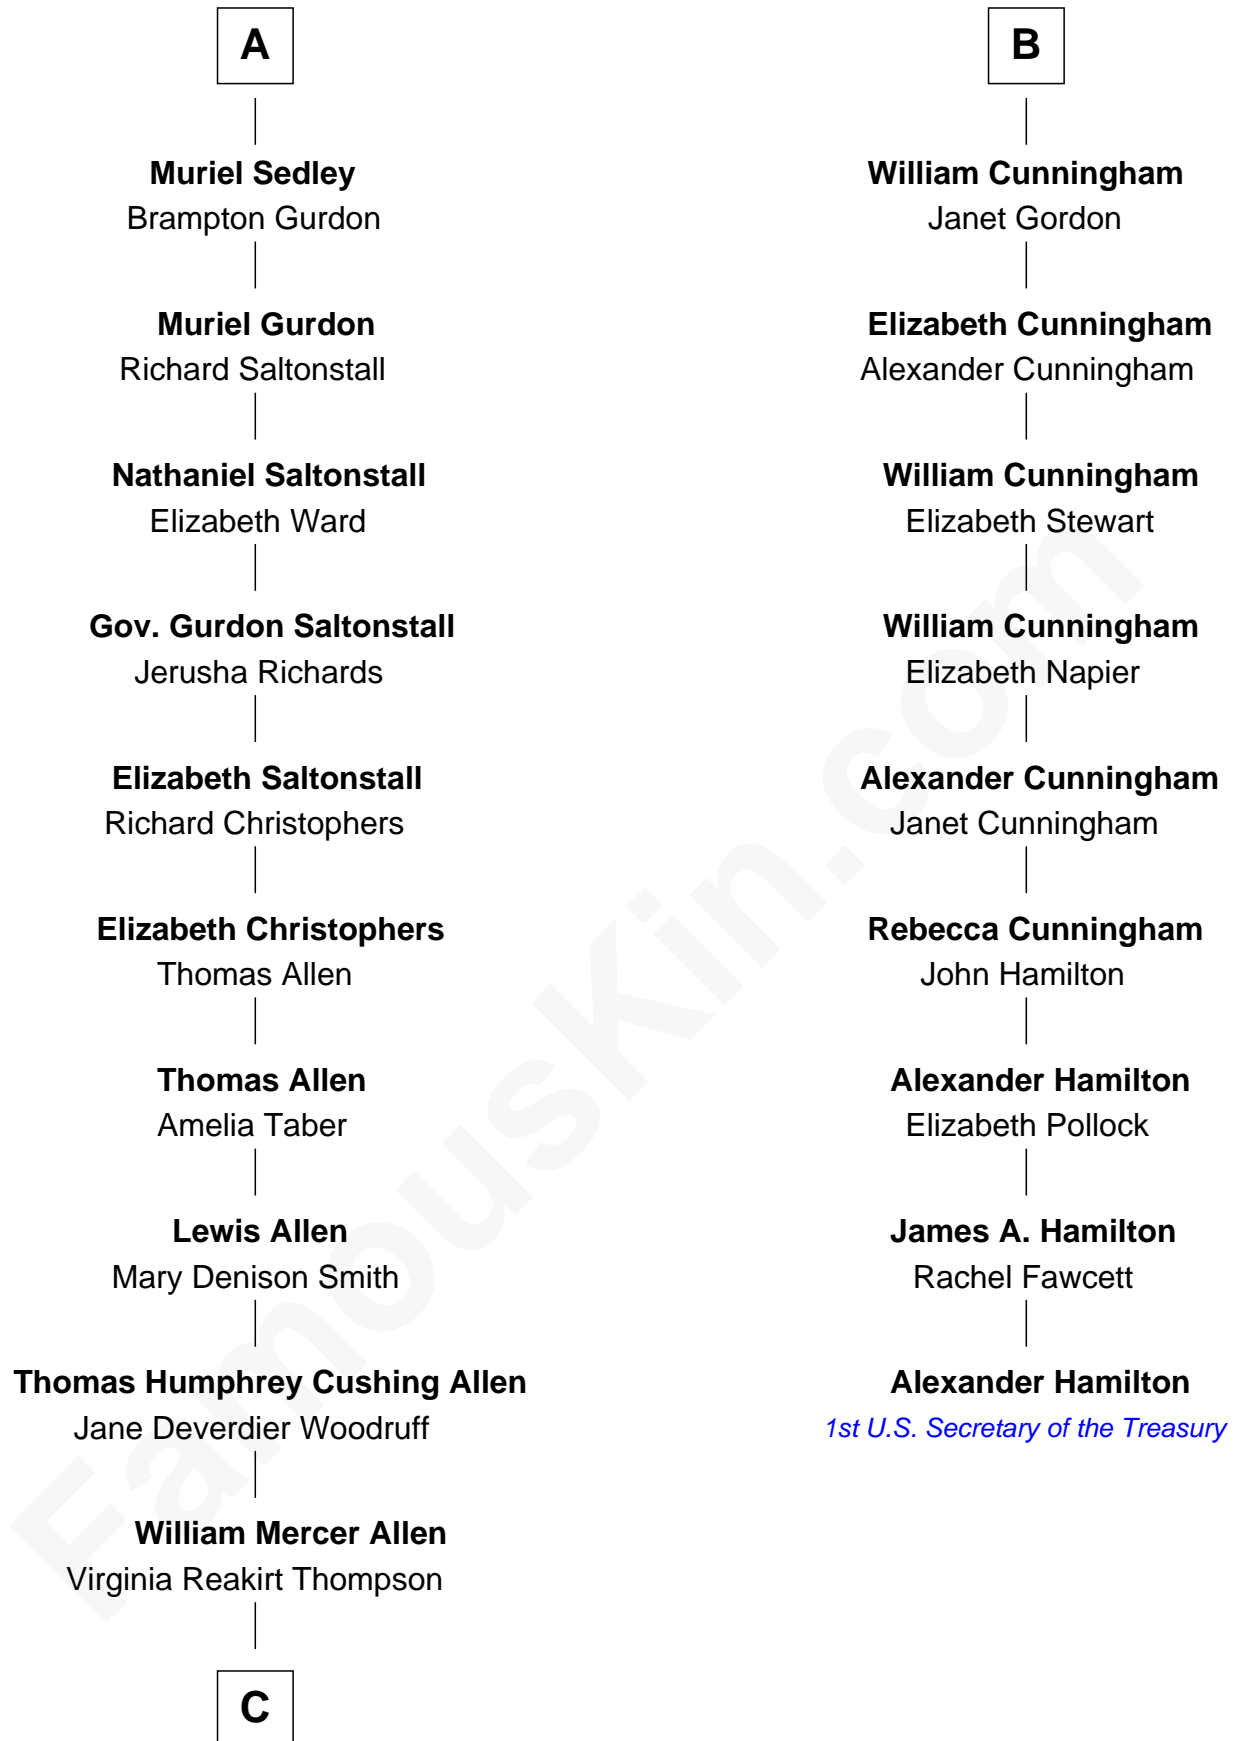 A
Muriel Sedley
Brampton Gurdon
Muriel Gurdon
Richard Saltonstall
Nathaniel Saltonstall
Elizabeth Ward
Gov. Gurdon Saltonstall
Jerusha Richards
Elizabeth Saltonstall
Richard Christophers
Elizabeth Christophers
Thomas Allen
Thomas Allen
Amelia Taber
Lewis Allen
Mary Denison Smith
Thomas Humphrey Cushing Allen
Jane Deverdier Woodruff
William Mercer Allen
Virginia Reakirt Thompson
C
B
William Cunningham
Janet Gordon
Elizabeth Cunningham
Alexander Cunningham
William Cunningham
Elizabeth Stewart
William Cunningham
Elizabeth Napier
Alexander Cunningham
Janet Cunningham
Rebecca Cunningham
John Hamilton
Alexander Hamilton
Elizabeth Pollock
James A. Hamilton
Rachel Fawcett
Alexander Hamilton
1st U.S. Secretary of the Treasury
FamousKin.com